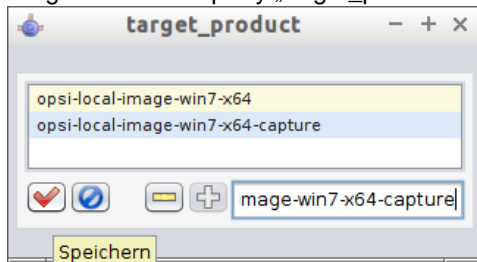 target_product
opsi-local-image-win7-x64
opsi-local-image-win7-x64-capture
mage-win7-x64-capture
Speichern